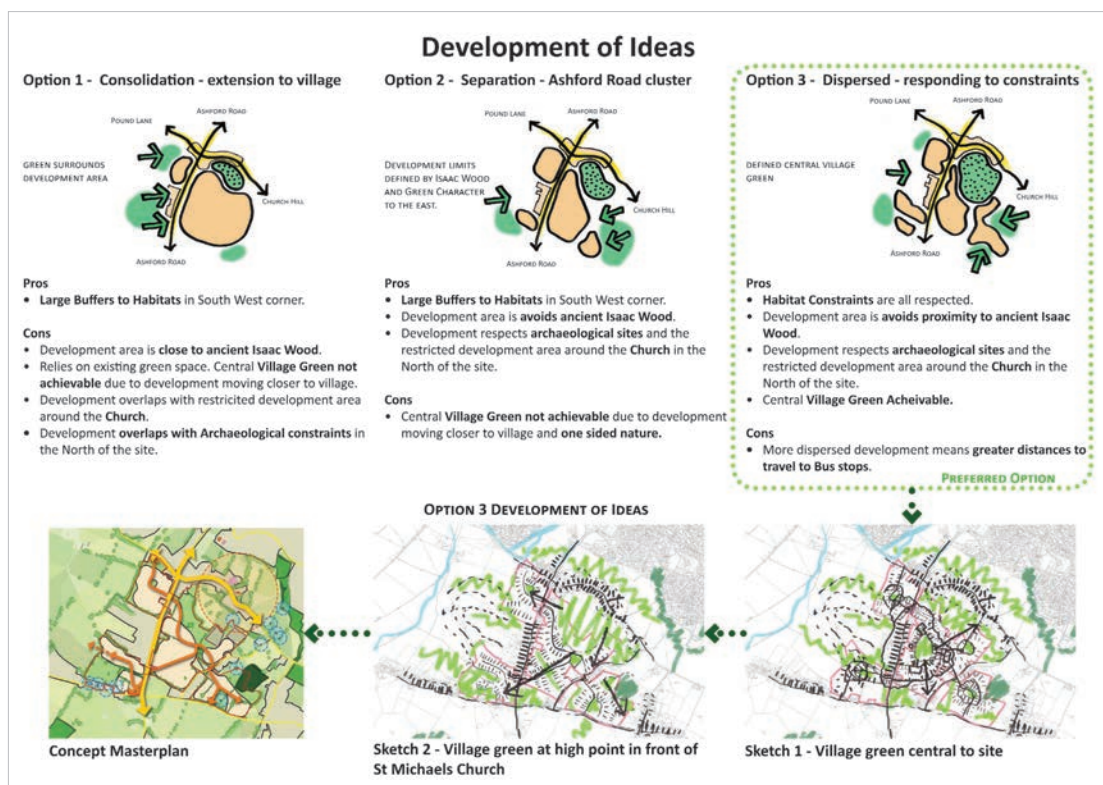 Development of Ideas
Option 1 - Consolidation - extension to village
POUND LANE
ASHFORD ROAD
GREEN SURROUNDS
DEVELOPMENT AREA
CHURCH HILL
ASHFORD ROAD
Pros
• Large Buffers to Habitats in South West corner.
Cons
• Development area is close to ancient Isaac Wood.
• Relies on existing green space. Central Village Green not
achievable due to development moving closer to village.
• Development overlaps with restricited development area
around the Church.
• Development overlaps with Archaeological constraints in
the North of the site.
Option 2 - Separation - Ashford Road cluster
POUND LANE
ASHFORD ROAD
DEVELOPMENT LIMITS
DEFINED BY ISAAC WOOD
AND GREEN CHARACTER
TO THE EAST.
CHURCH HILL
ASHFORD ROAD
Pros
• Large Buffers to Habitats in South West corner.
• Development area is avoids ancient Isaac Wood.
• Development respects archaeological sites and the
restricted development area around the Church in the
North of the site.
Cons
• Central Village Green not achievable due to development
moving closer to village and one sided nature.
Option 3 - Dispersed - responding to constraints
POUND LANE
ASHFORD ROAD
DEFINED CENTRAL VILLAGE
GREEN
CHURCH HILL
ASHFORD ROAD
Pros
• Habitat Constraints are all respected.
• Development area is avoids proximity to ancient Isaac
Wood.
• Development respects archaeological sites and the
restricted development area around the Church in the
North of the site.
• Central Village Green Acheivable.
Cons
• More dispersed development means greater distances to
travel to Bus stops.
PREFERRED OPTION
OPTION 3 DEVELOPMENT OF IDEAS
Concept Masterplan
Sketch 2 - Village green at high point in front of
St Michaels Church
Sketch 1 - Village green central to site